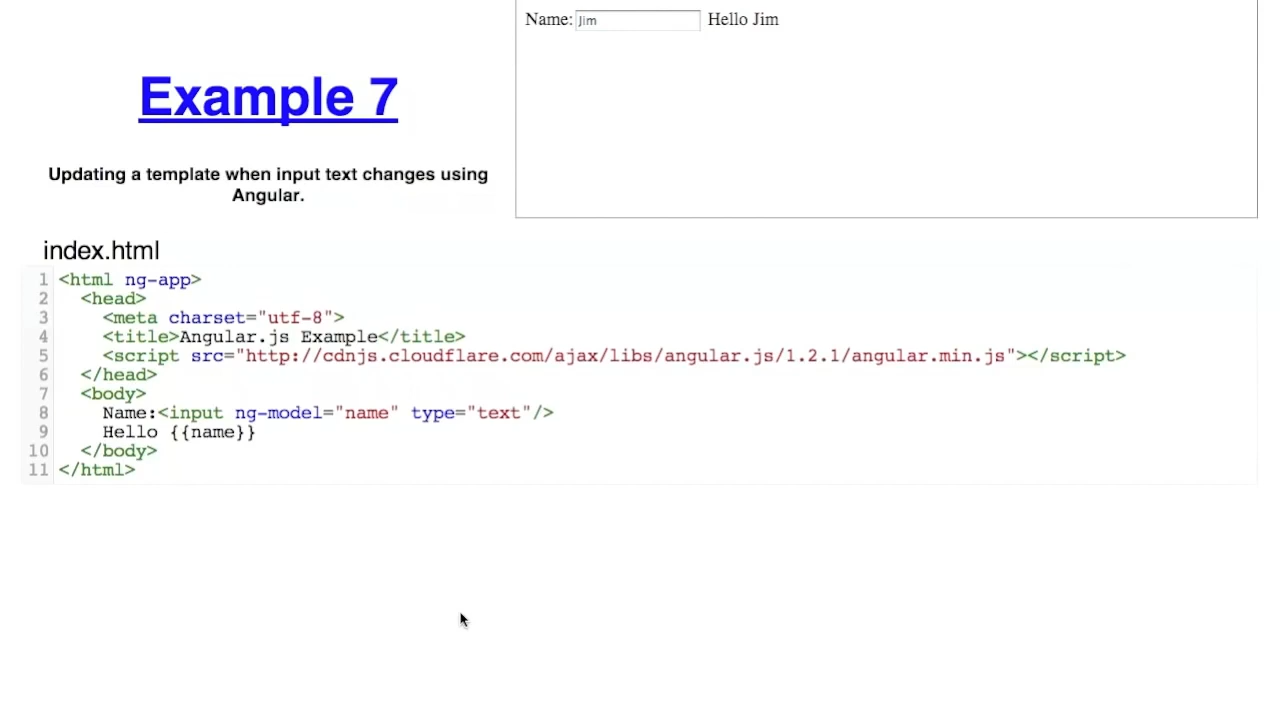 Name: Jim Hello Jim
Example 7
Updating a template when input text changes using
Angular.
index.html
1 <html ng-app>
2   <head>
3     <meta charset="utf-8">
4     <title>Angular.js Example</title>
5     <script src="http://cdnjs.cloudflare.com/ajax/libs/angular.js/1.2.1/angular.min.js"></script>
6   </head>
7   <body>
8     Name:<input ng-model="name" type="text"/>
9     Hello {{name}}
10   </body>
11 </html>